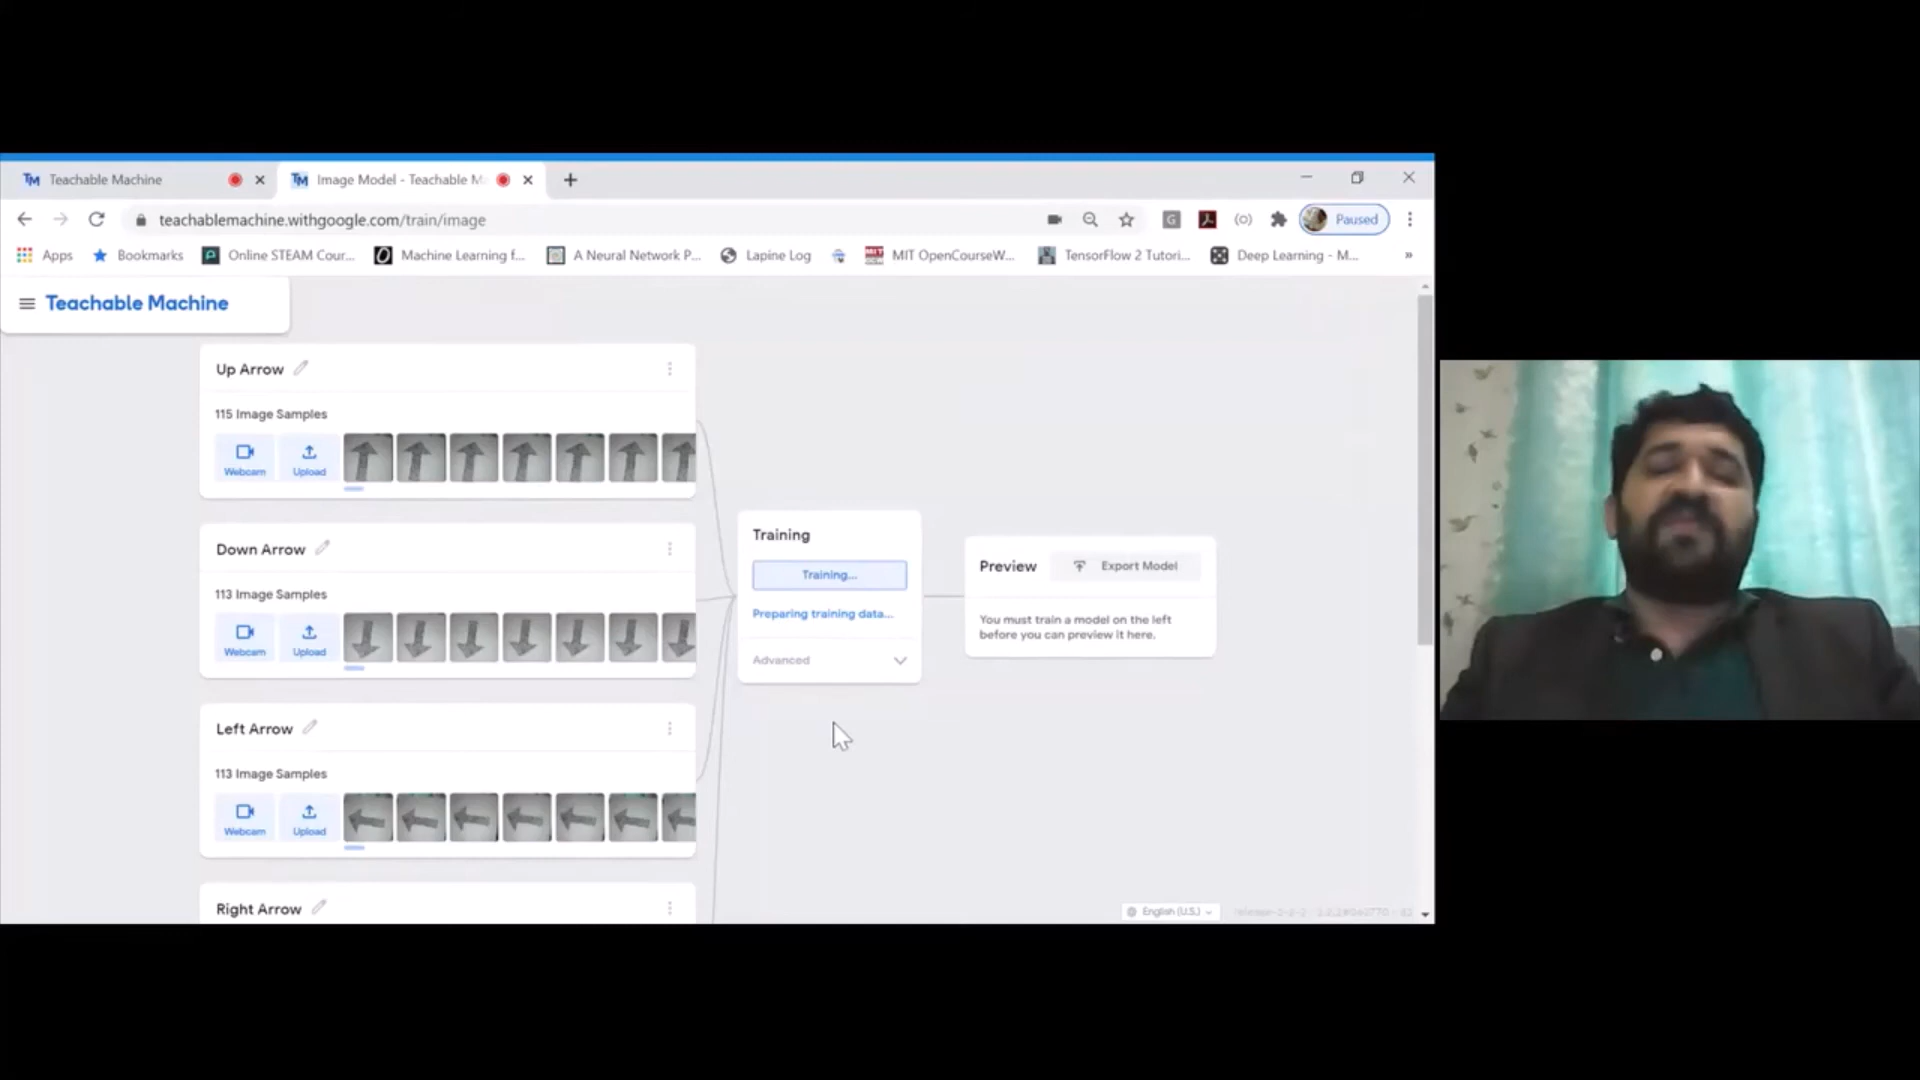 TM Teachable Machine
TM Image Model - Teachable M
teachablemachine.withgoogle.com/train/image
G
Paused
Apps
Bookmarks
Online STEAM Cour...
Machine Learning f...
A Neural Network P...
Lapine Log
MIT OpenCourseW...
TensorFlow 2 Tutori...
Deep Learning - M...
»
Teachable Machine
Up Arrow
115 Image Samples
Webcam
Upload
Down Arrow
113 Image Samples
Webcam
Upload
Left Arrow
113 Image Samples
Webcam
Upload
Right Arrow
Training
Training...
Preparing training data...
Advanced
Preview
Export Model
You must train a model on the left
before you can preview it here.
English (U.S.)